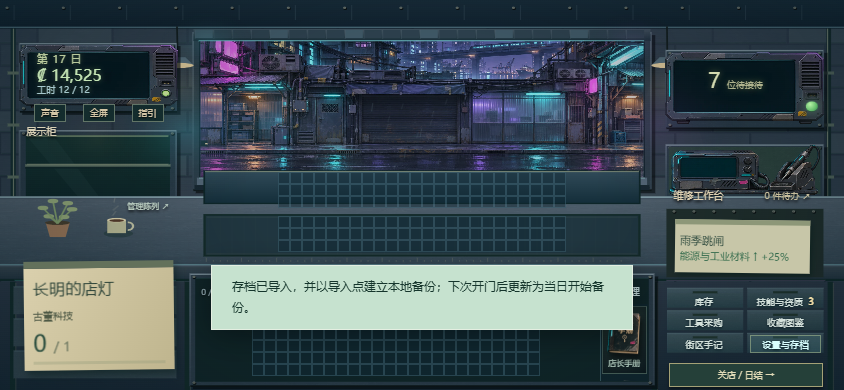 第 17 日
₡ 14,525
工时 12 / 12
声音
全屏
指引
展示柜
管理陈列 ↗
长明的店灯
古董科技
0 / 1
0 /
存档已导入，并以导入点建立本地备份；下次开门后更新为当日开始备
份。
理
店长手册
7 位待接待
维修工作台
0 件待办 ↗
雨季跳闸
能源与工业材料 ↑ +25%
库存
技能与资质 3
工具采购
收藏图鉴
街区手记
设置与存档
关店 / 日结 →